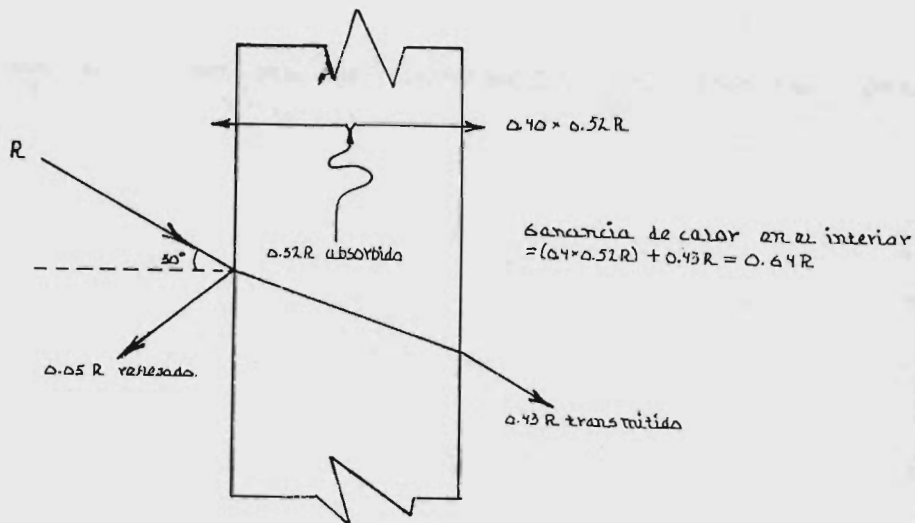 0.40 × 0.52 R
R
30°
0.52 R absorbido
Ganancia de calor en el interior
= (0.4 × 0.52 R) + 0.43 R = 0.64 R
0.05 R reflejado.
0.43 R transmitido